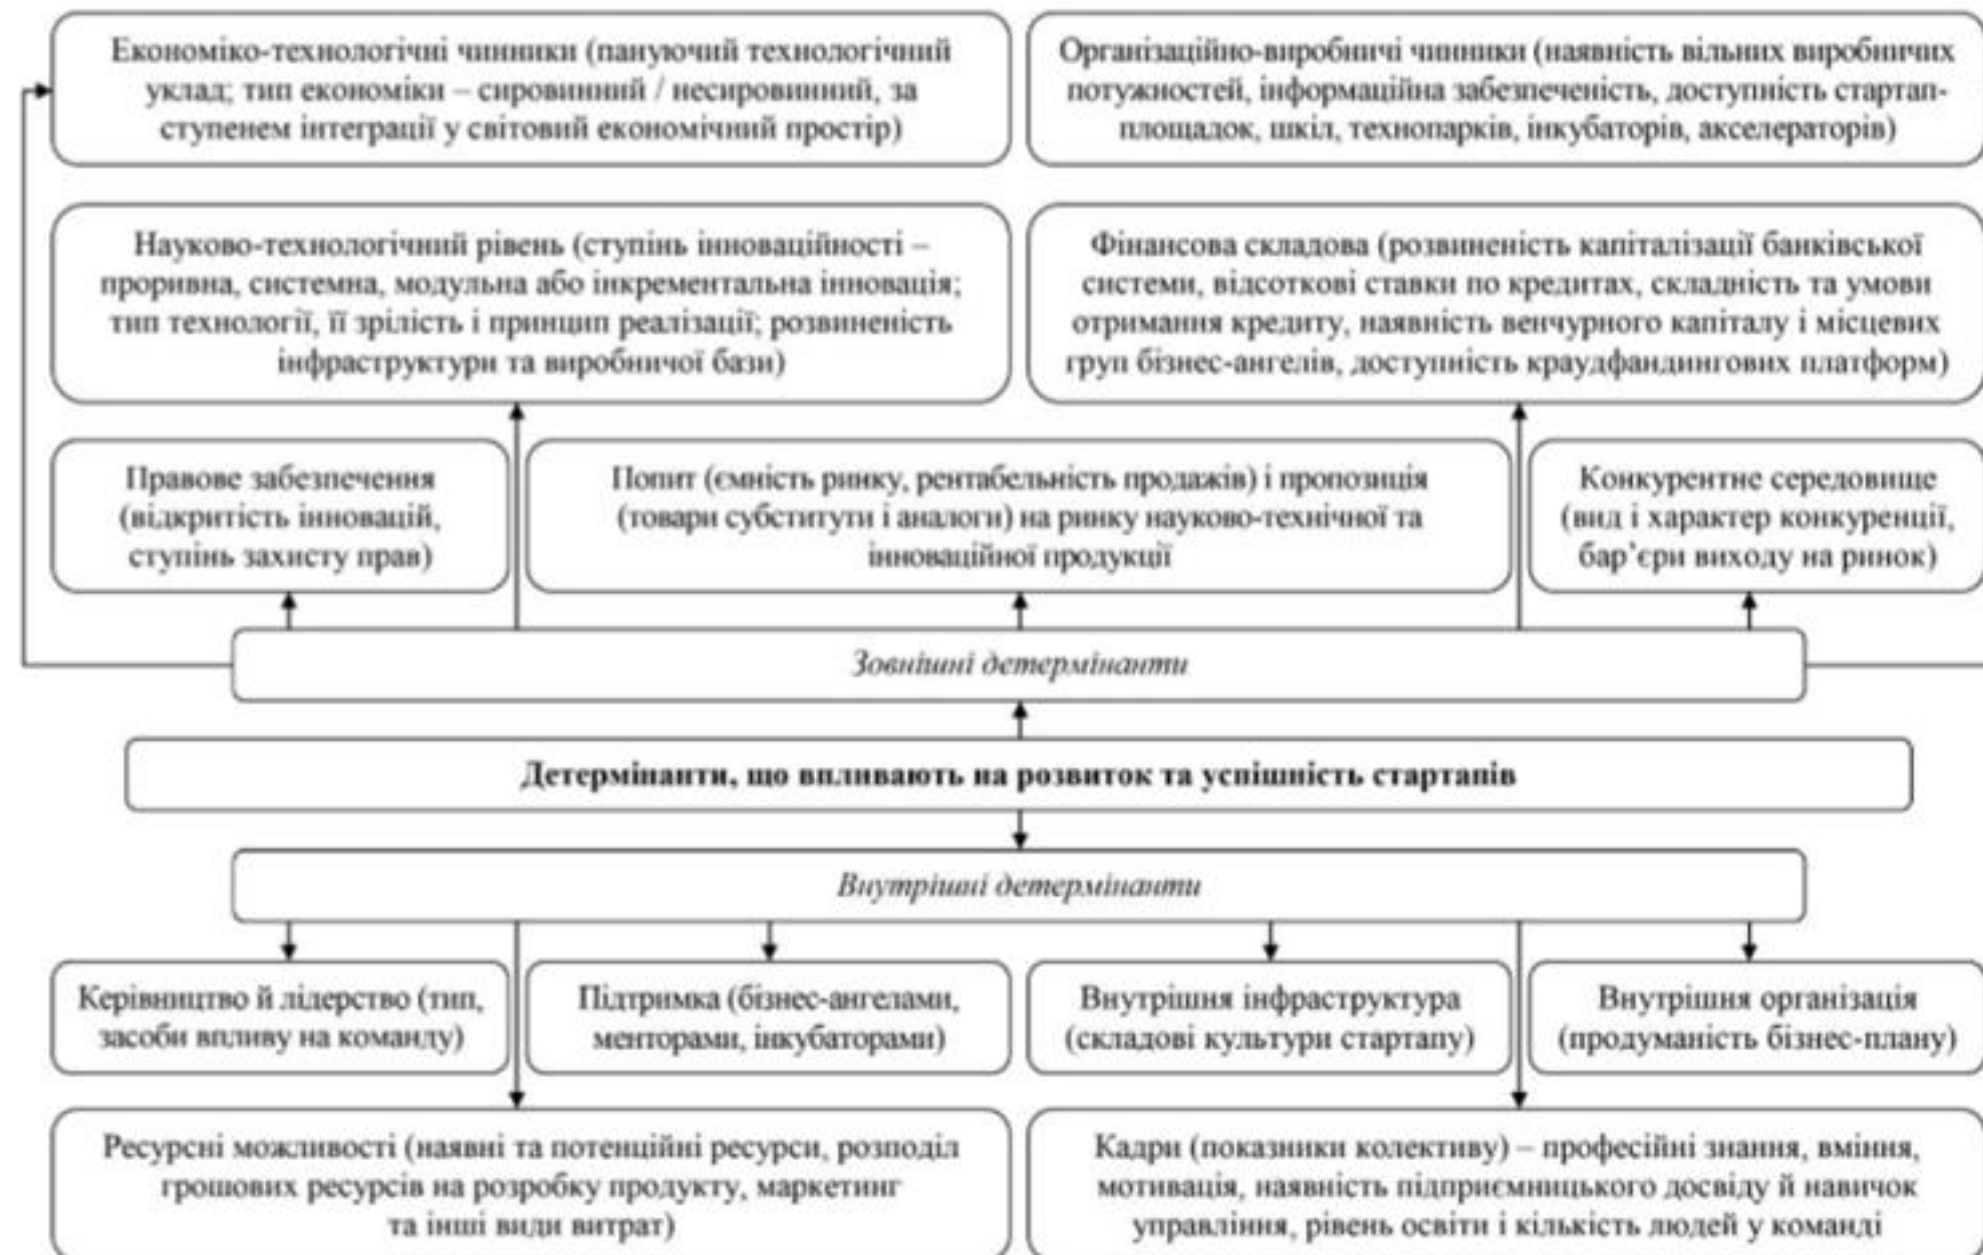 Економіко-технологічні чинники (пануючий технологічний
уклад; тип економіки – сировинний / несировинний, за
ступенем інтеграції у світовий економічний простір)
Організаційно-виробничі чинники (наявність вільних виробничих
потужностей, інформаційна забезпеченість, доступність стартап-
площадок, шкіл, технопарків, інкубаторів, акселераторів)
Науково-технологічний рівень (ступінь інноваційності –
проривна, системна, модульна або інкрементальна інновація;
тип технології, її зрілість і принцип реалізації; розвиненість
інфраструктури та виробничої бази)
Фінансова складова (розвиненість капіталізації банківської
системи, відсоткові ставки по кредитах, складність та умови
отримання кредиту, наявність венчурного капіталу і місцевих
груп бізнес-ангелів, доступність краудфандингових платформ)
Правове забезпечення
(відкритість інновацій,
ступінь захисту прав)
Попит (ємність ринку, рентабельність продажів) і пропозиція
(товари субститути і аналоги) на ринку науково-технічної та
інноваційної продукції
Конкурентне середовище
(вид і характер конкуренції,
бар’єри виходу на ринок)
Зовнішні детермінанти
Детермінанти, що впливають на розвиток та успішність стартапів
Внутрішні детермінанти
Керівництво й лідерство (тип,
засоби впливу на команду)
Підтримка (бізнес-ангелами,
менторами, інкубаторами)
Внутрішня інфраструктура
(складові культури стартапу)
Внутрішня організація
(продуманість бізнес-плану)
Ресурсні можливості (наявні та потенційні ресурси, розподіл
грошових ресурсів на розробку продукту, маркетинг
та інші види витрат)
Кадри (показники колективу) – професійні знання, вміння,
мотивація, наявність підприємницького досвіду й навичок
управління, рівень освіти і кількість людей у команді